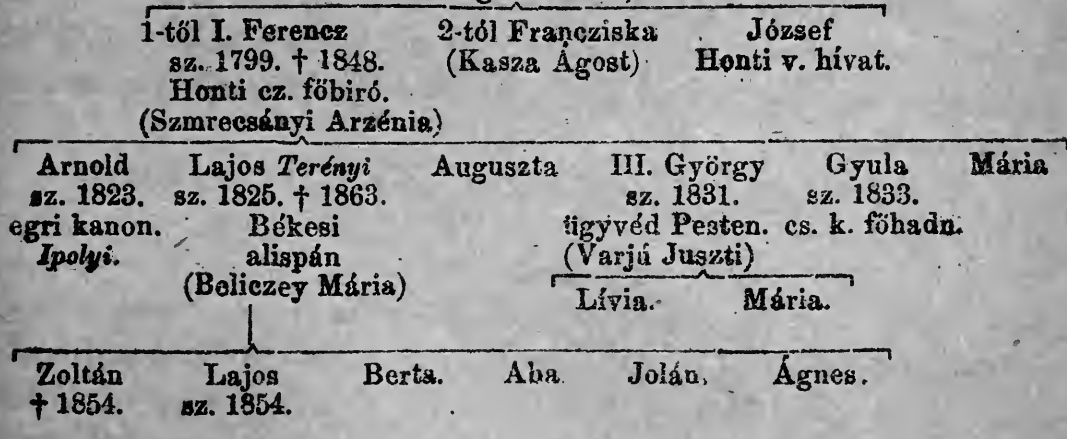 1-től I. Ferencz 2-tól Francziska József
sz. 1799. † 1848. (Kasza Ágost) Honti v. hívat.
Honti cz. főbiró.
(Szmrecsányi Arzénia)
Arnold Lajos Terényi Auguszta III. György Gyula Mária
sz. 1823. sz. 1825. † 1863. sz. 1831. sz. 1833.
egri kanon. Békesi ügyvéd Pesten. cs. k. főhadn.
Ipolyi. alispán (Varjú Juszti)
(Beliczey Mária) Lívia. Mária.
Zoltán Lajos Berta. Aba Jolán, Ágnes.
† 1854. sz. 1854.